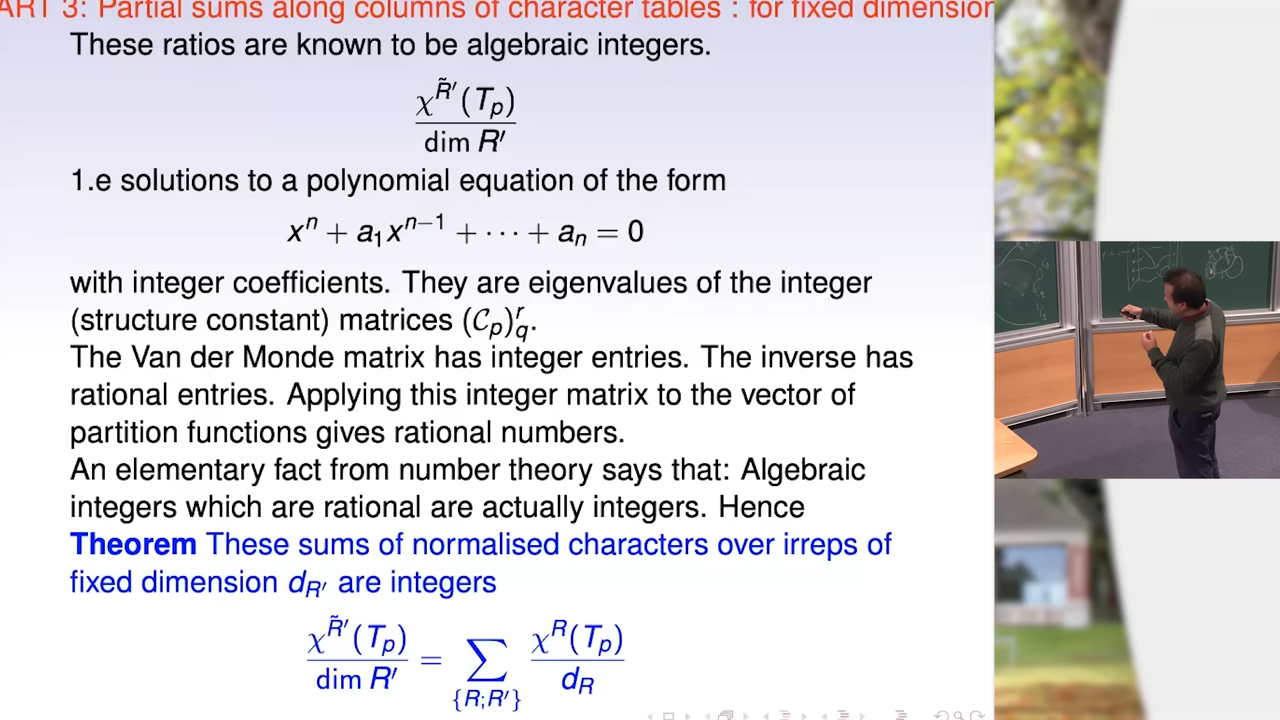 ART 3: Partial sums along columns of character tables : for fixed dimension
These ratios are known to be algebraic integers.
χ^{R̃′}(T_p)
dim R′
1.e solutions to a polynomial equation of the form
xⁿ + a₁xⁿ⁻¹ + ⋯ + aₙ = 0
with integer coefficients. They are eigenvalues of the integer
(structure constant) matrices (𝒞_p)^r_q.
The Van der Monde matrix has integer entries. The inverse has
rational entries. Applying this integer matrix to the vector of
partition functions gives rational numbers.
An elementary fact from number theory says that: Algebraic
integers which are rational are actually integers. Hence
Theorem These sums of normalised characters over irreps of
fixed dimension d_{R′} are integers
χ^{R̃′}(T_p) / dim R′ = ∑_{{R;R′}} χ^R(T_p) / d_R